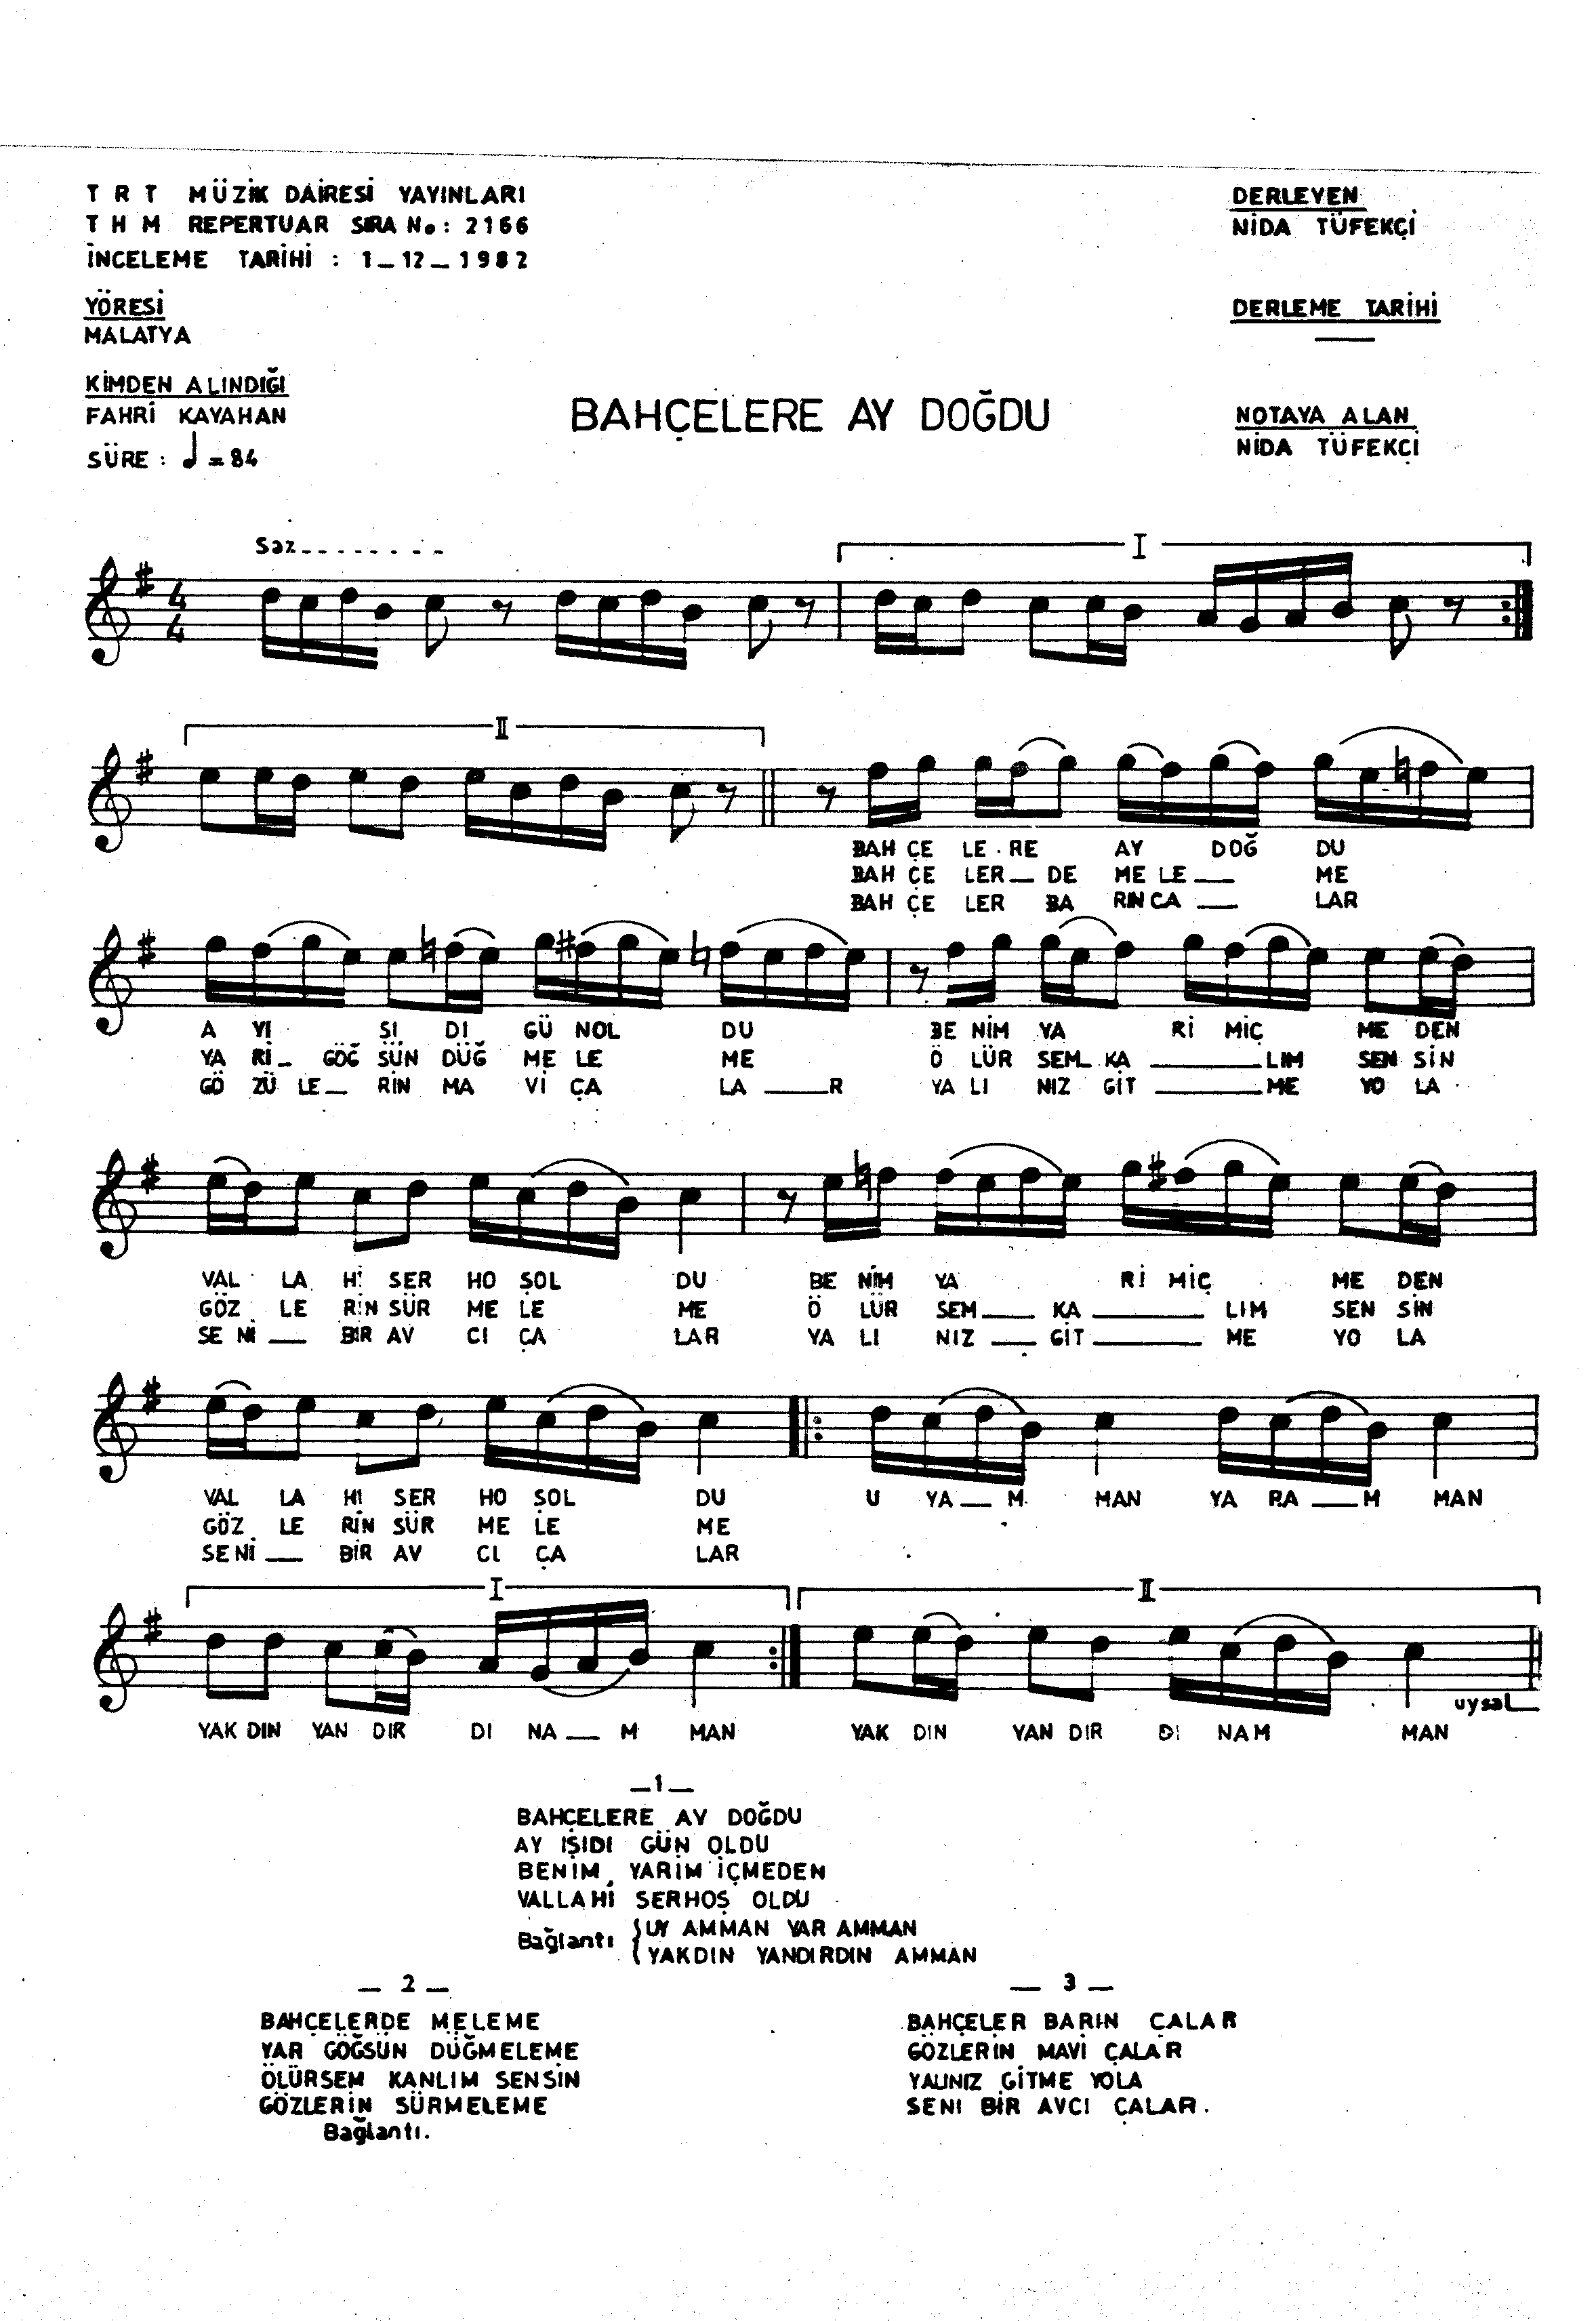 T R T MÜZİK DAİRESİ YAYINLARI
T H M REPERTUAR SIRA No: 2166
İNCELEME TARİHİ : 1_12_1982
DERLEYEN
NİDA TÜFEKÇİ
YÖRESİ
MALATYA
DERLEME TARİHİ
KİMDEN ALINDIĞI
FAHRİ KAYAHAN
BAHÇELERE AY DOĞDU
NOTAYA ALAN
NİDA TÜFEKÇİ
SÜRE : = 84
Saz........
I
4
4
II
BAH ÇE LE RE AY DOĞ DU
BAH ÇE LER_ DE ME LE _ ME
BAH ÇE LER BA RIN ÇA _ LAR
A YI ŞI DI GÜ NOL DU BE NİM YA Rİ MİÇ ME DEN
YA Rİ_ GÖĞ SÜN DÜĞ ME LE ME Ö LÜR SEM_ KA _ LIM SEN SİN
GÖ ZÜ LE_ RİN MA Vİ ÇA LA _ R YA LI NIZ GİT _ ME YO LA
VAL LA Hİ SER HO ŞOL DU BE NİM YA Rİ MİÇ ME DEN
GÖZ LE RİN SÜR ME LE ME Ö LÜR SEM_ KA _ LIM SEN SİN
SE Nİ _ BİR AV CI ÇA LAR YA LI NIZ _ GİT _ ME YO LA
VAL LA HI SER HO ŞOL DU U YA _ M MAN YA RA _ M MAN
GÖZ LE RİN SÜR ME LE ME
SE Nİ _ BİR AV CI ÇA LAR
I
II
uysal
YAK DIN YAN DIR DI NA _ M MAN YAK DIN YAN DIR DI NAM MAN
_1_
BAHÇELERE AY DOĞDU
AY IŞIDI GÜN OLDU
BENİM YARİM İÇMEDEN
VALLAHİ SERHOŞ OLDU
Bağlantı { UY AMMAN YAR AMMAN
YAKDIN YANDIRDIN AMMAN
_ 2 _
BAHÇELERDE MELEME
YAR GÖĞSÜN DÜĞMELEME
ÖLÜRSEM KANLIM SENSİN
GÖZLERİN SÜRMELEME
Bağlantı.
_ 3 _
BAHÇELER BARIN ÇALAR
GÖZLERİN MAVİ ÇALAR
YALINIZ GİTME YOLA
SENI BİR AVCI ÇALAR.